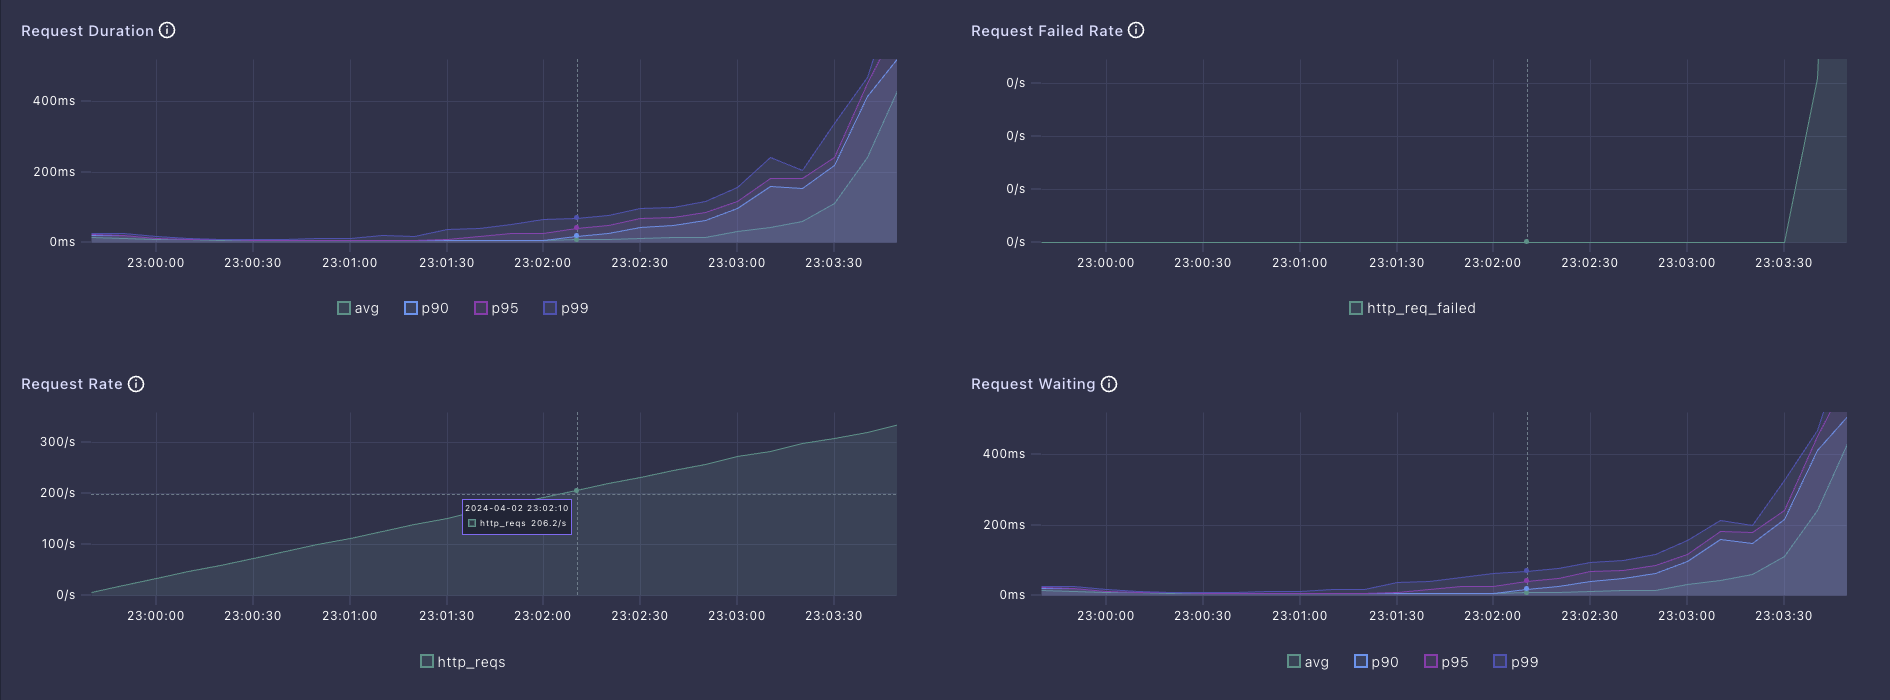 Request Duration
400ms
200ms
0ms
23:00:00 23:00:30 23:01:00 23:01:30 23:02:00 23:02:30 23:03:00 23:03:30
avg p90 p95 p99
Request Failed Rate
0/s
0/s
0/s
0/s
23:00:00 23:00:30 23:01:00 23:01:30 23:02:00 23:02:30 23:03:00 23:03:30
http_req_failed
Request Rate
300/s
200/s
100/s
0/s
2024-04-02 23:02:10
http_reqs 206.2/s
23:00:00 23:00:30 23:01:00 23:01:30 23:02:00 23:02:30 23:03:00 23:03:30
http_reqs
Request Waiting
400ms
200ms
0ms
23:00:00 23:00:30 23:01:00 23:01:30 23:02:00 23:02:30 23:03:00 23:03:30
avg p90 p95 p99